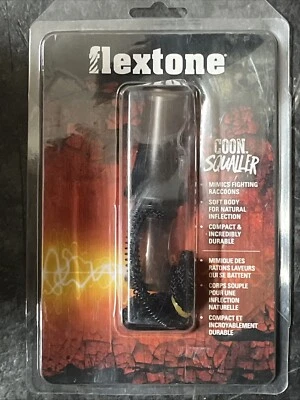 flextone®
COON
SQUALLER
• MIMICS FIGHTING
RACCOONS
• SOFT BODY
FOR NATURAL
INFLECTION
• COMPACT &
INCREDIBLY
DURABLE
• MIMIQUE DES
RÂTONS LAVEURS
QUI SE BATTENT
• CORPS SOUPLE
POUR UNE
INFLECTION
NATURELLE
• COMPACT ET
INCROYABLEMENT
DURABLE